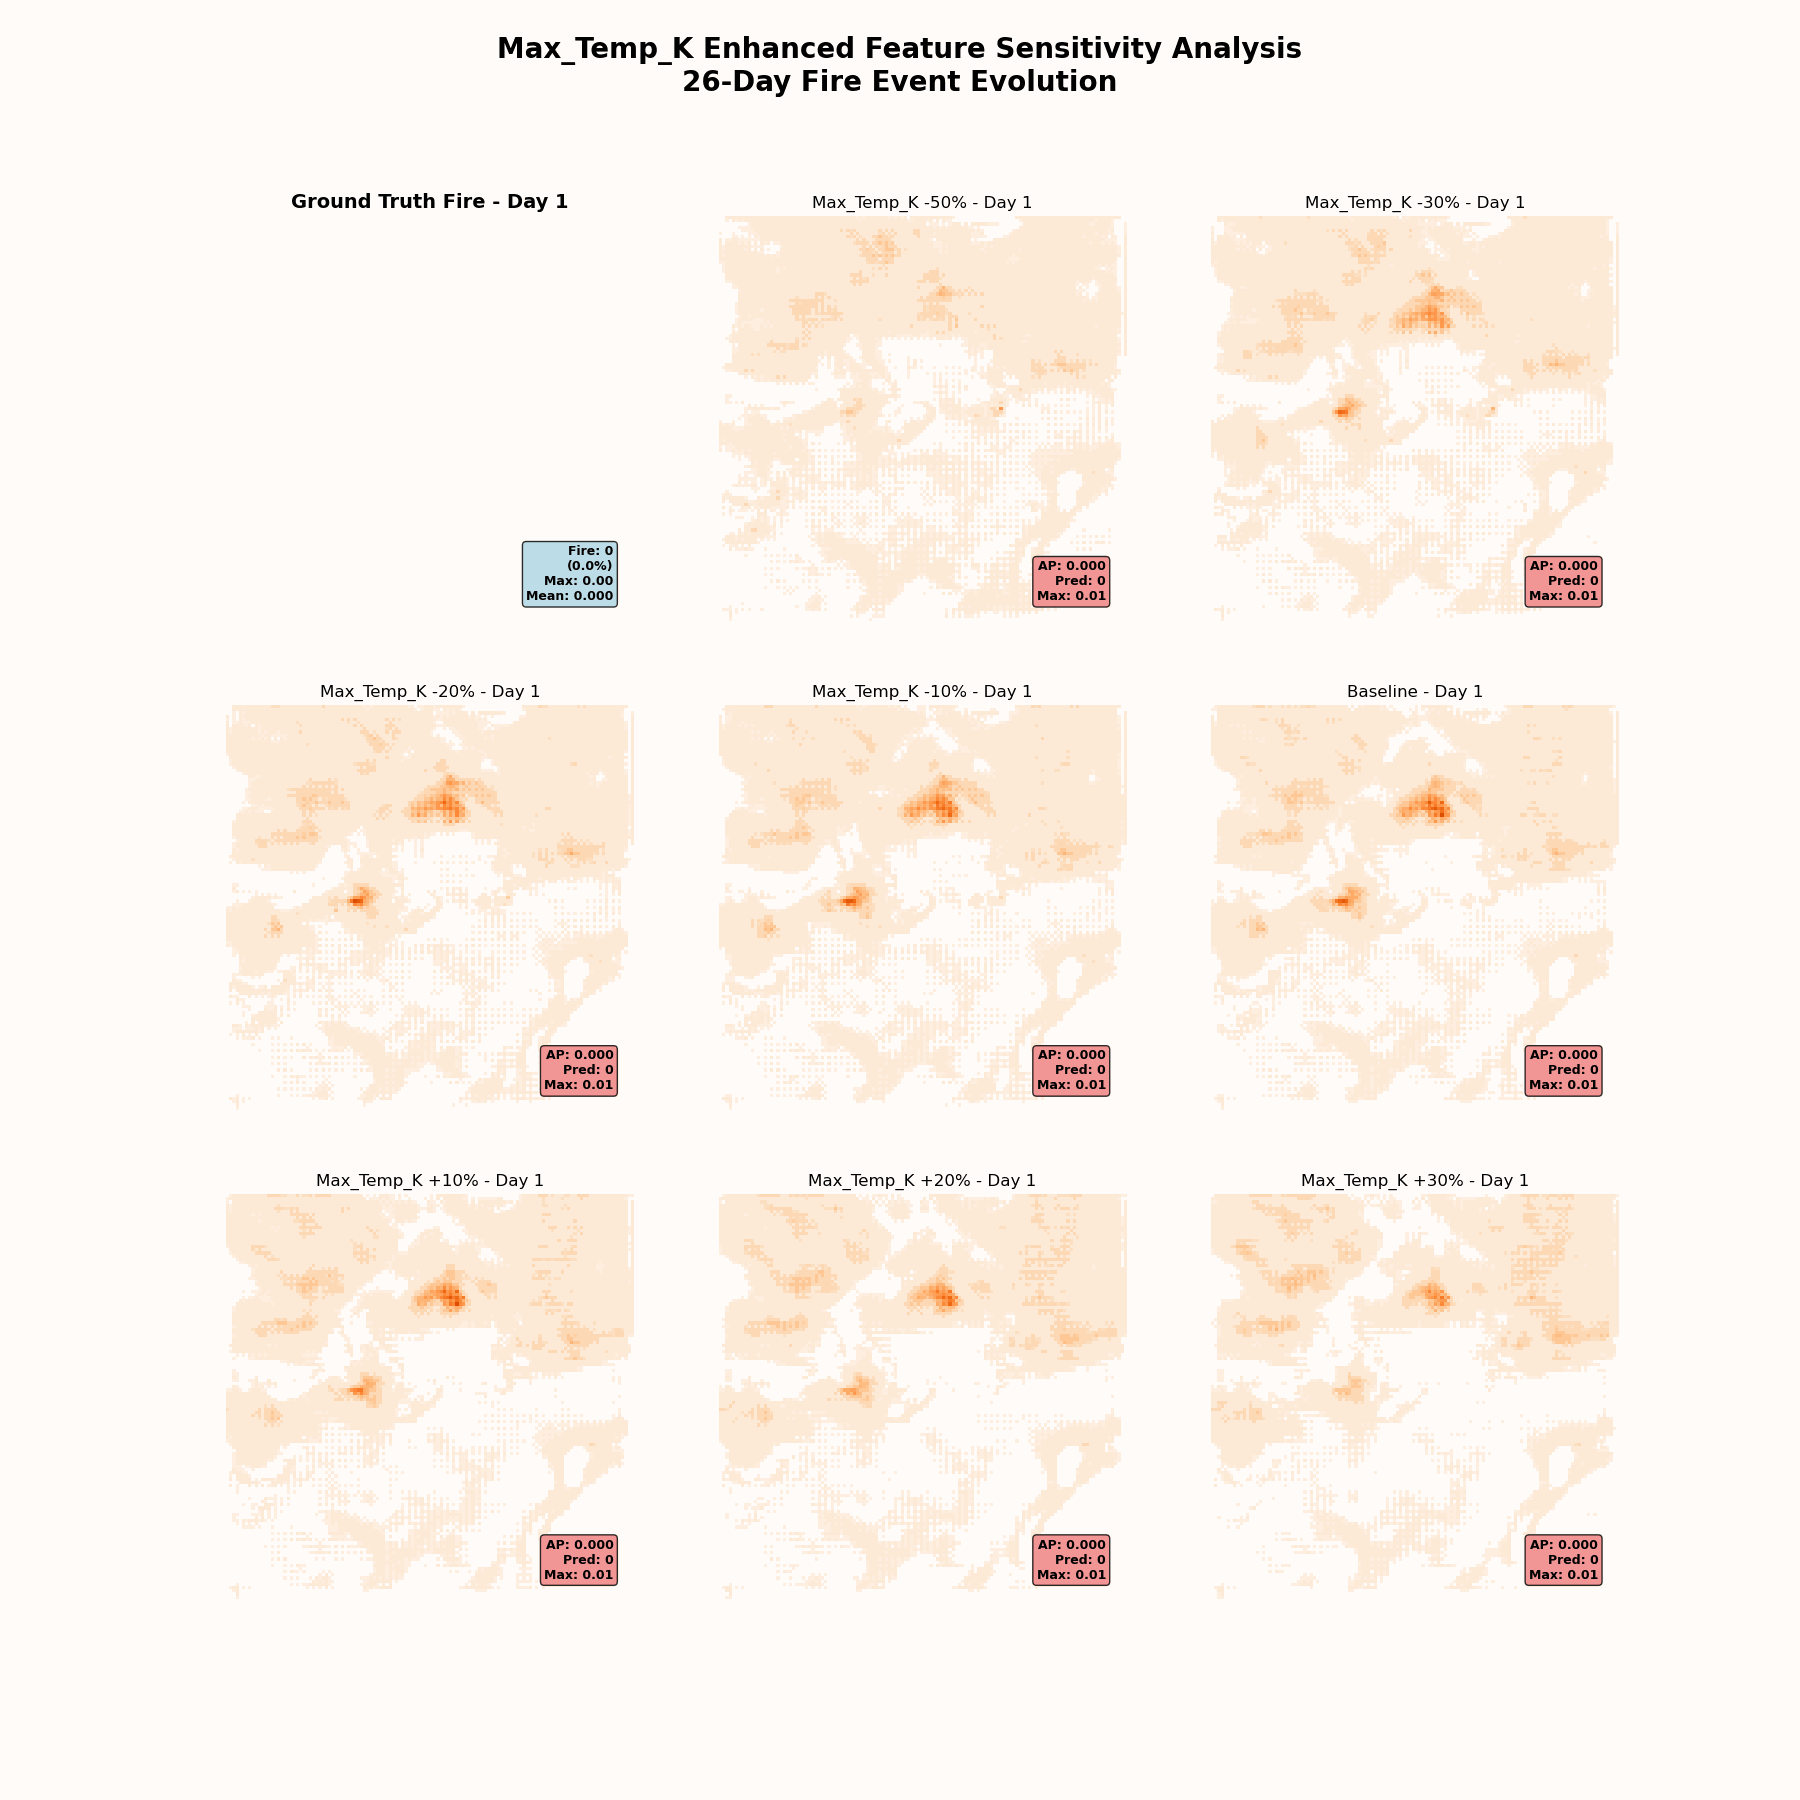 Max_Temp_K Enhanced Feature Sensitivity Analysis
26-Day Fire Event Evolution
Ground Truth Fire - Day 1
Fire: 0
(0.0%)
Max: 0.00
Mean: 0.000
Max_Temp_K -50% - Day 1
AP: 0.000
Pred: 0
Max: 0.01
Max_Temp_K -30% - Day 1
AP: 0.000
Pred: 0
Max: 0.01
Max_Temp_K -20% - Day 1
AP: 0.000
Pred: 0
Max: 0.01
Max_Temp_K -10% - Day 1
AP: 0.000
Pred: 0
Max: 0.01
Baseline - Day 1
AP: 0.000
Pred: 0
Max: 0.01
Max_Temp_K +10% - Day 1
AP: 0.000
Pred: 0
Max: 0.01
Max_Temp_K +20% - Day 1
AP: 0.000
Pred: 0
Max: 0.01
Max_Temp_K +30% - Day 1
AP: 0.000
Pred: 0
Max: 0.01